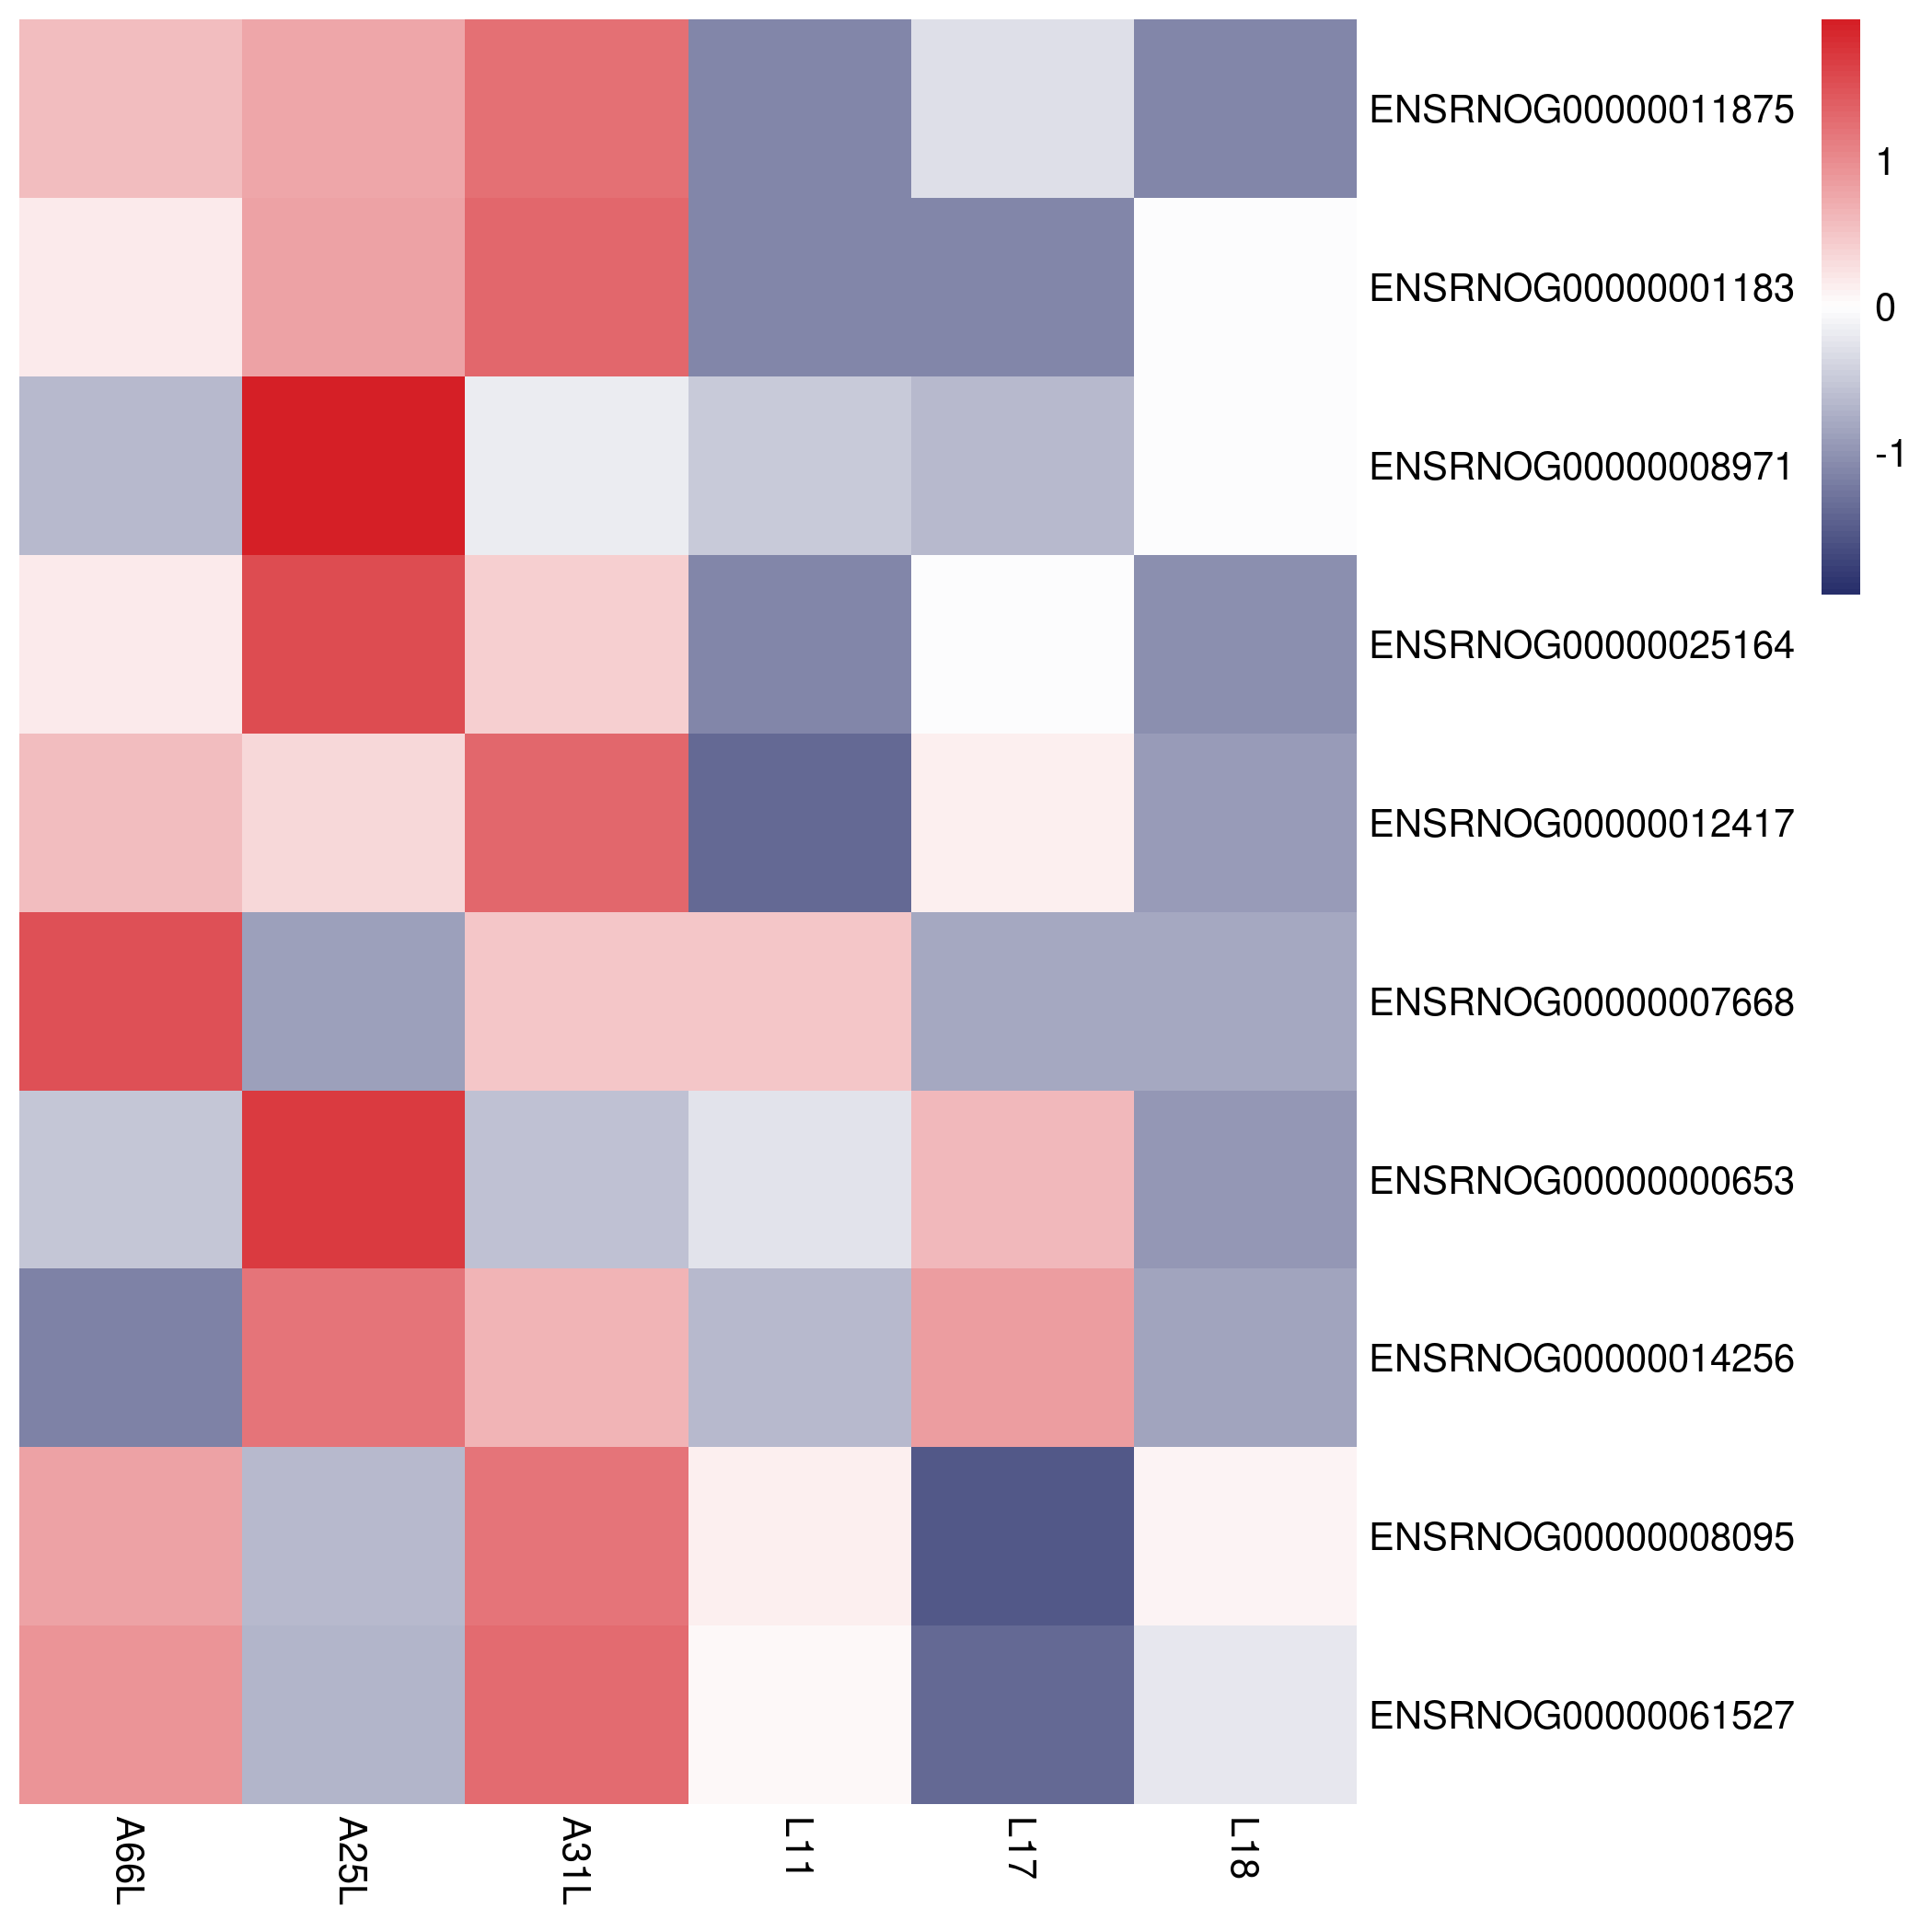 ENSRNOG00000011875
ENSRNOG00000001183
ENSRNOG00000008971
ENSRNOG00000025164
ENSRNOG00000012417
ENSRNOG00000007668
ENSRNOG00000000653
ENSRNOG00000014256
ENSRNOG00000008095
ENSRNOG00000061527
1
0
-1
A66L
A25L
A31L
L11
L17
L18